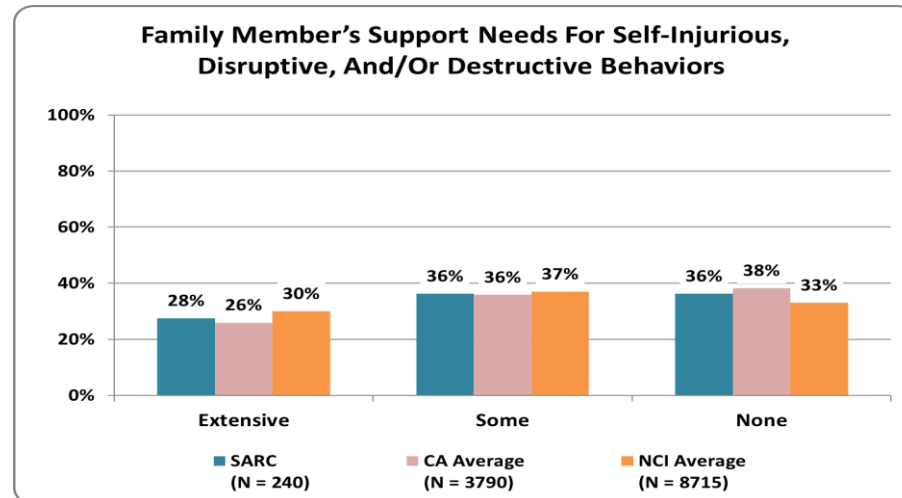 Family Member’s Support Needs For Self-Injurious,
Disruptive, And/Or Destructive Behaviors
100%
80%
60%
40%
20%
0%
28%
26%
30%
36%
36%
37%
36%
38%
33%
Extensive
Some
None
SARC
(N = 240)
CA Average
(N = 3790)
NCI Average
(N = 8715)